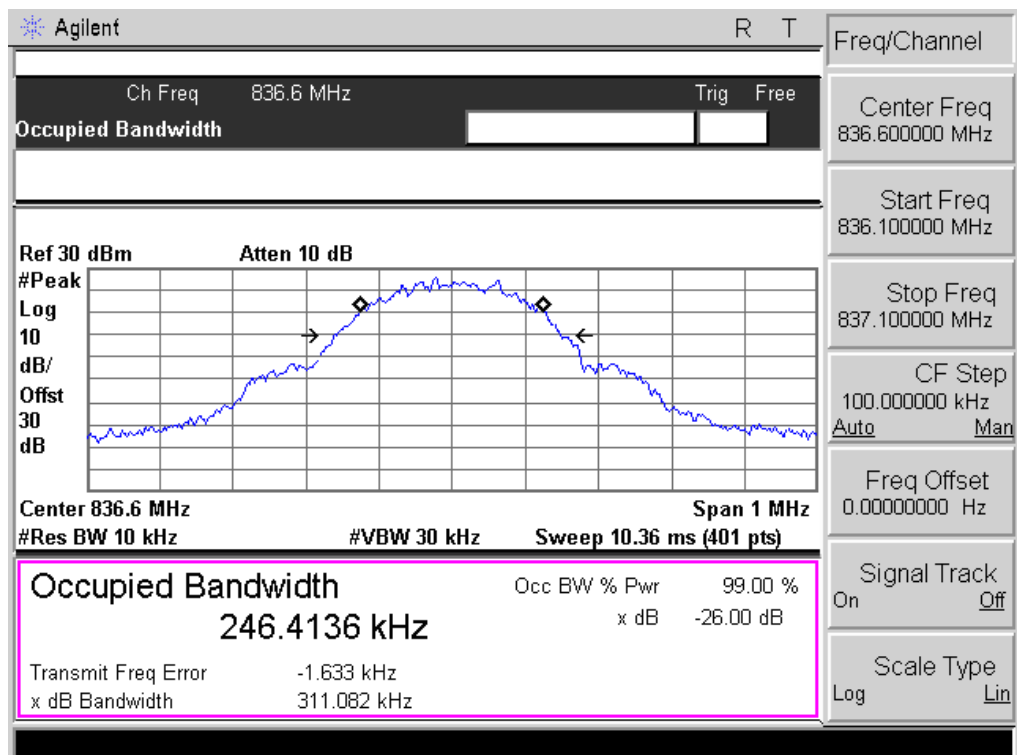 Agilent R T
Freq/Channel
Ch Freq 836.6 MHz Trig Free
Occupied Bandwidth
Center Freq
836.600000 MHz
Start Freq
836.100000 MHz
Stop Freq
837.100000 MHz
CF Step
100.000000 kHz
Auto Man
Freq Offset
0.00000000 Hz
Signal Track
On Off
Scale Type
Log Lin
Ref 30 dBm Atten 10 dB
#Peak
Log
10
dB/
Offst
30
dB
Center 836.6 MHz Span 1 MHz
#Res BW 10 kHz #VBW 30 kHz Sweep 10.36 ms (401 pts)
Occupied Bandwidth Occ BW % Pwr 99.00 %
246.4136 kHz x dB -26.00 dB
Transmit Freq Error -1.633 kHz
x dB Bandwidth 311.082 kHz